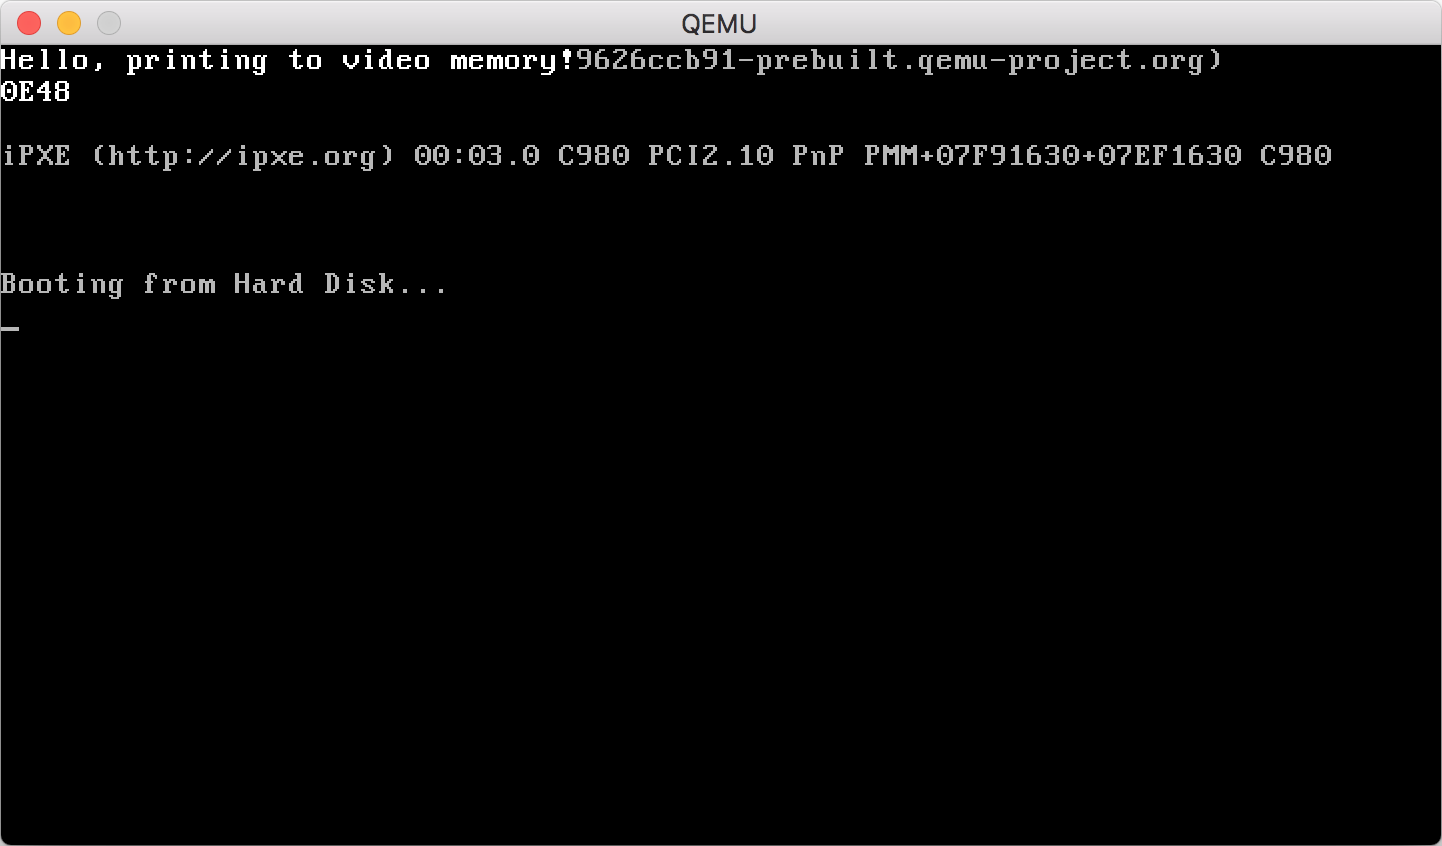 QEMU
Hello, printing to video memory!9626ccb91-prebuilt.qemu-project.org)
0E48
iPXE (http://ipxe.org) 00:03.0 C980 PCI2.10 PnP PMM+07F91630+07EF1630 C980
Booting from Hard Disk...
_